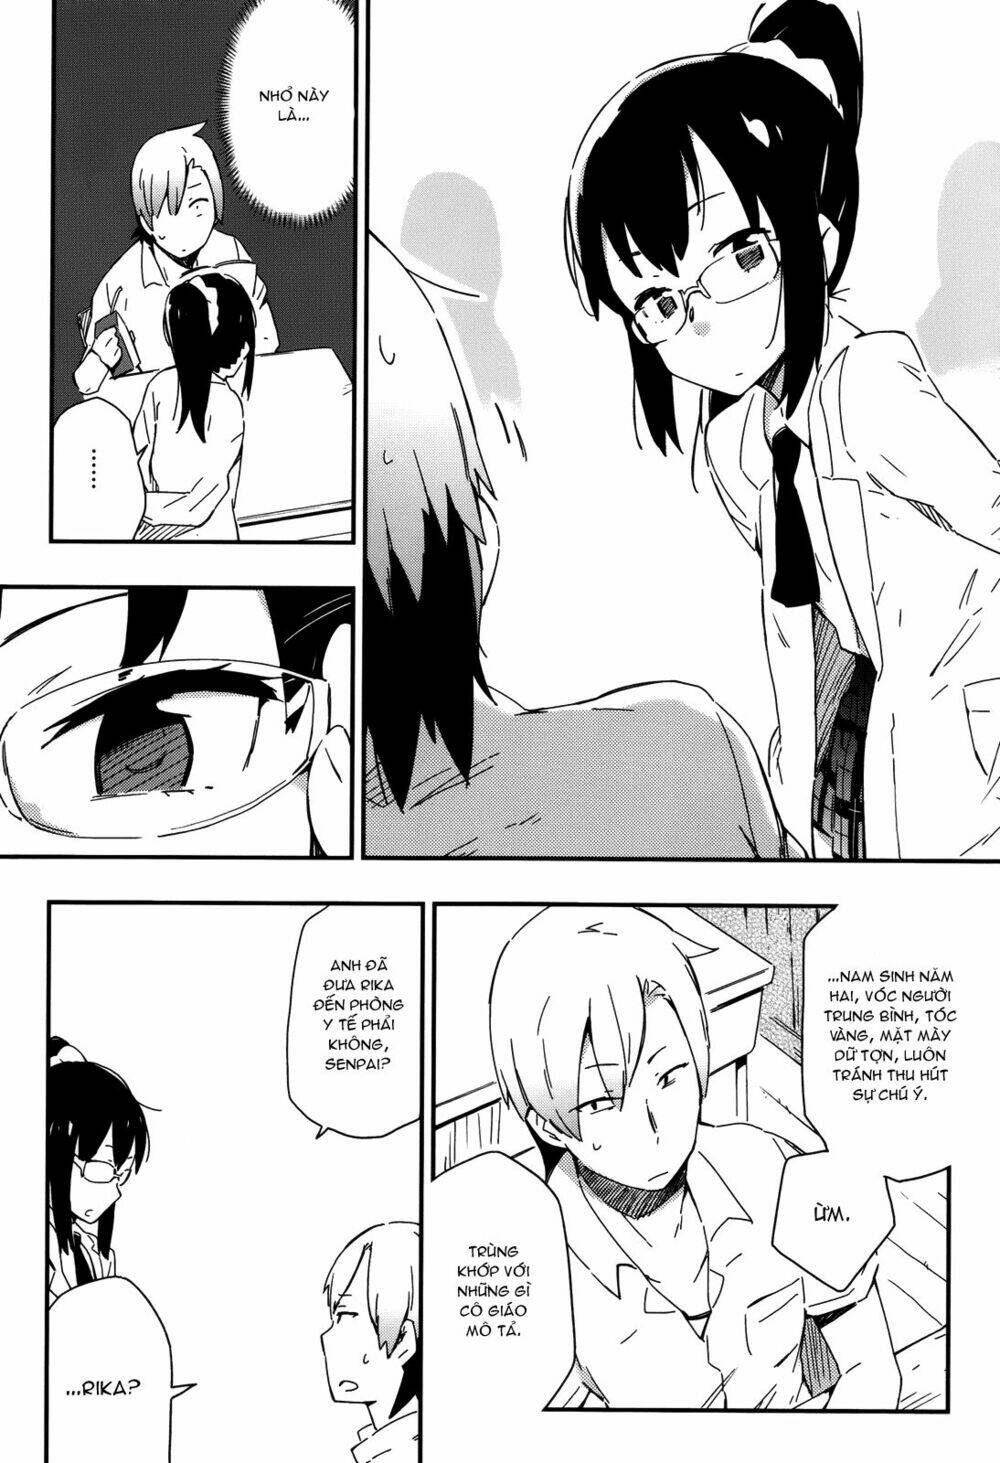 NHỎ NÀY
LÀ...
......
...NAM SINH NĂM
HAI, VÓC NGƯỜI
TRUNG BÌNH, TÓC
VÀNG, MẶT MÀY
DỮ TỢN, LUÔN
TRÁNH THU HÚT
SỰ CHÚ Ý.
ỪM.
TRÙNG
KHỚP VỚI
NHỮNG GÌ
CÔ GIÁO
MÔ TẢ.
ANH ĐÃ
ĐƯA RIKA
ĐẾN PHÒNG
Y TẾ PHẢI
KHÔNG,
SENPAI?
...RIKA?